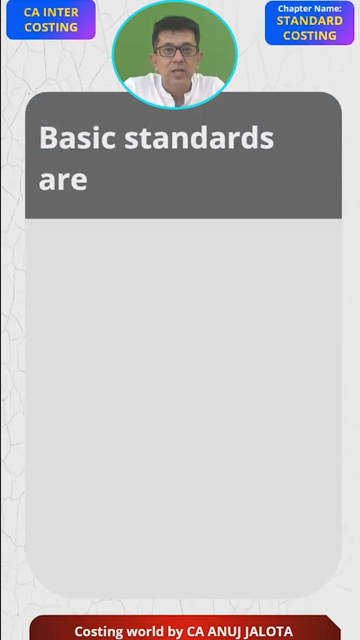 CA INTER
COSTING
Chapter Name:
STANDARD
COSTING
Basic standards
are
Costing world by CA ANUJ JALOTA